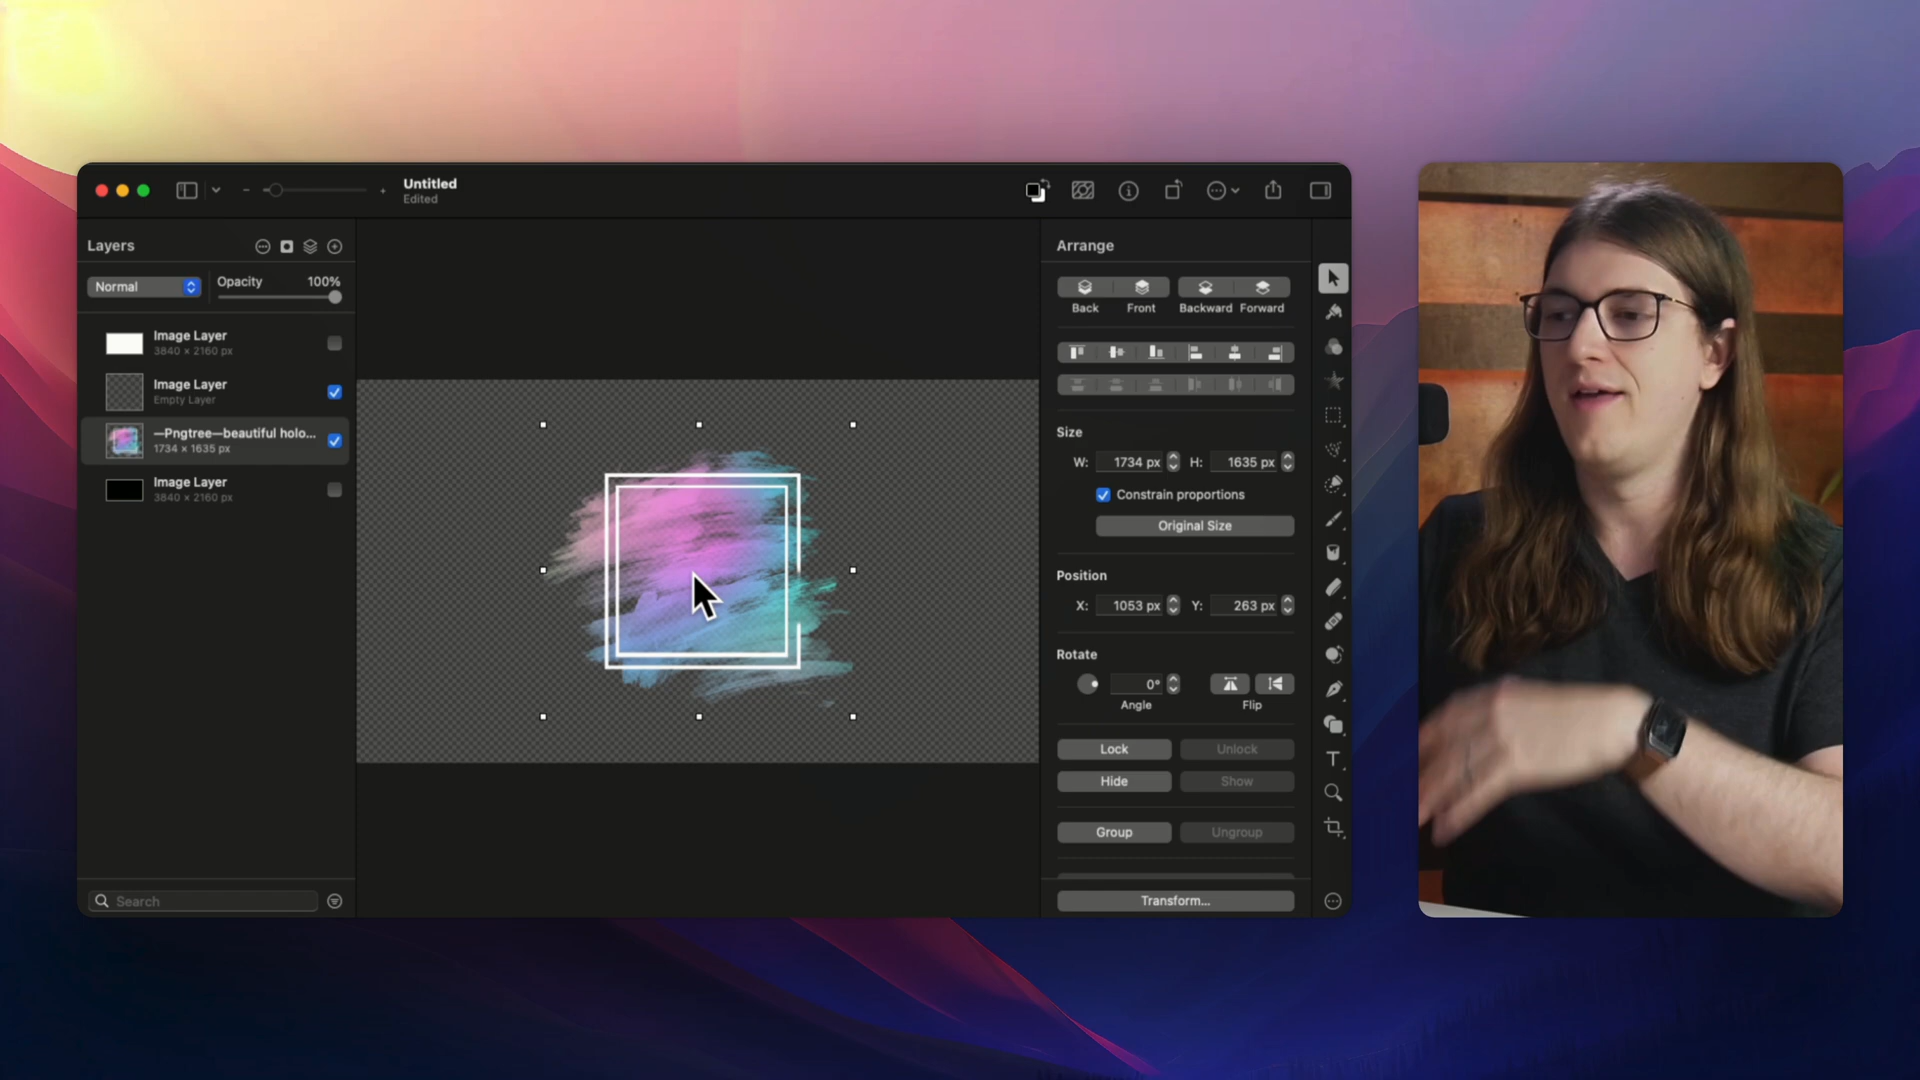 Untitled
Edited
Layers
Normal
Opacity 100%
Image Layer
3840 × 2160 px
Image Layer
Empty Layer
—Pngtree—beautiful holo...
1734 × 1635 px
Image Layer
3840 × 2160 px
Search
Arrange
Back Front Backward Forward
Size
W: 1734 px H: 1635 px
Constrain proportions
Original Size
Position
X: 1053 px Y: 263 px
Rotate
0°
Angle Flip
Lock Unlock
Hide Show
Group Ungroup
Transform...